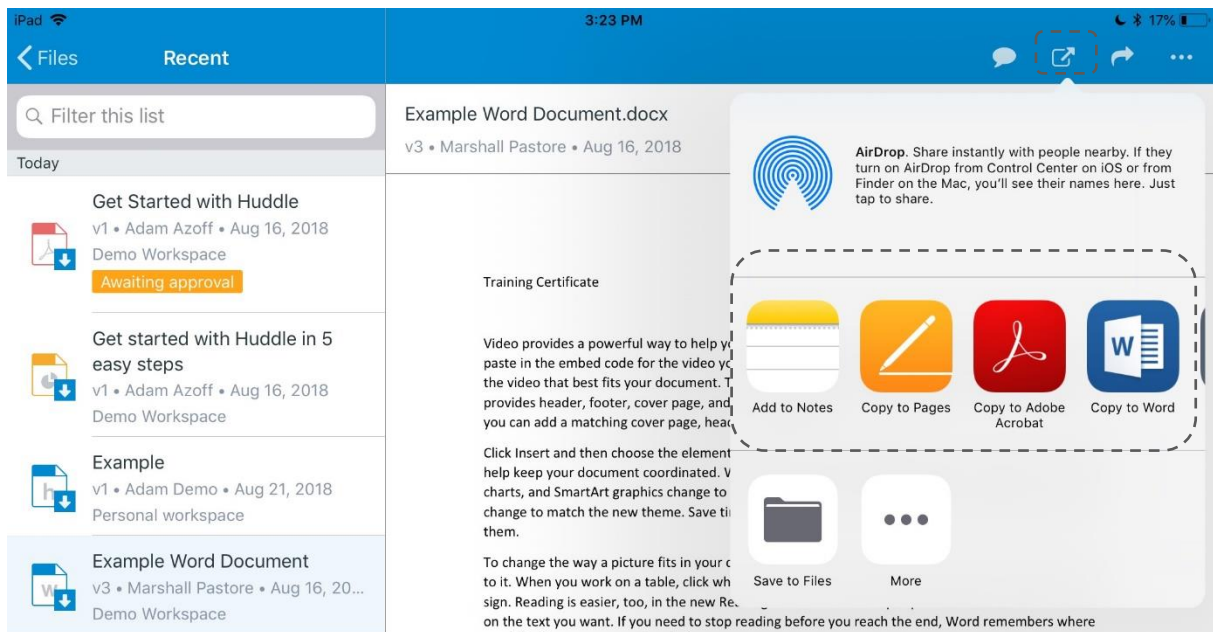 iPad
3:23 PM
17%
Files
Recent
Filter this list
Today
Get Started with Huddle
v1 • Adam Azoff • Aug 16, 2018
Demo Workspace
Awaiting approval
Get started with Huddle in 5
easy steps
v1 • Adam Azoff • Aug 16, 2018
Demo Workspace
Example
v1 • Adam Demo • Aug 21, 2018
Personal workspace
Example Word Document
v3 • Marshall Pastore • Aug 16, 20...
Demo Workspace
Example Word Document.docx
v3 • Marshall Pastore • Aug 16, 2018
Training Certificate
Video provides a powerful way to help
paste in the embed code for the video
the video that best fits your document.
provides header, footer, cover page, and
you can add a matching cover page,
Click Insert and then choose the element
help keep your document coordinated.
charts, and SmartArt graphics change to
change to match the new theme. Save
them.
To change the way a picture fits in your
to it. When you work on a table, click
sign. Reading is easier, too, in the new
on the text you want. If you need to stop reading before you reach the end, Word remembers where
AirDrop. Share instantly with people nearby. If they
turn on AirDrop from Control Center on iOS or from
Finder on the Mac, you'll see their names here. Just
tap to share.
Add to Notes
Copy to Pages
Copy to Adobe
Acrobat
W
Copy to Word
Save to Files
More